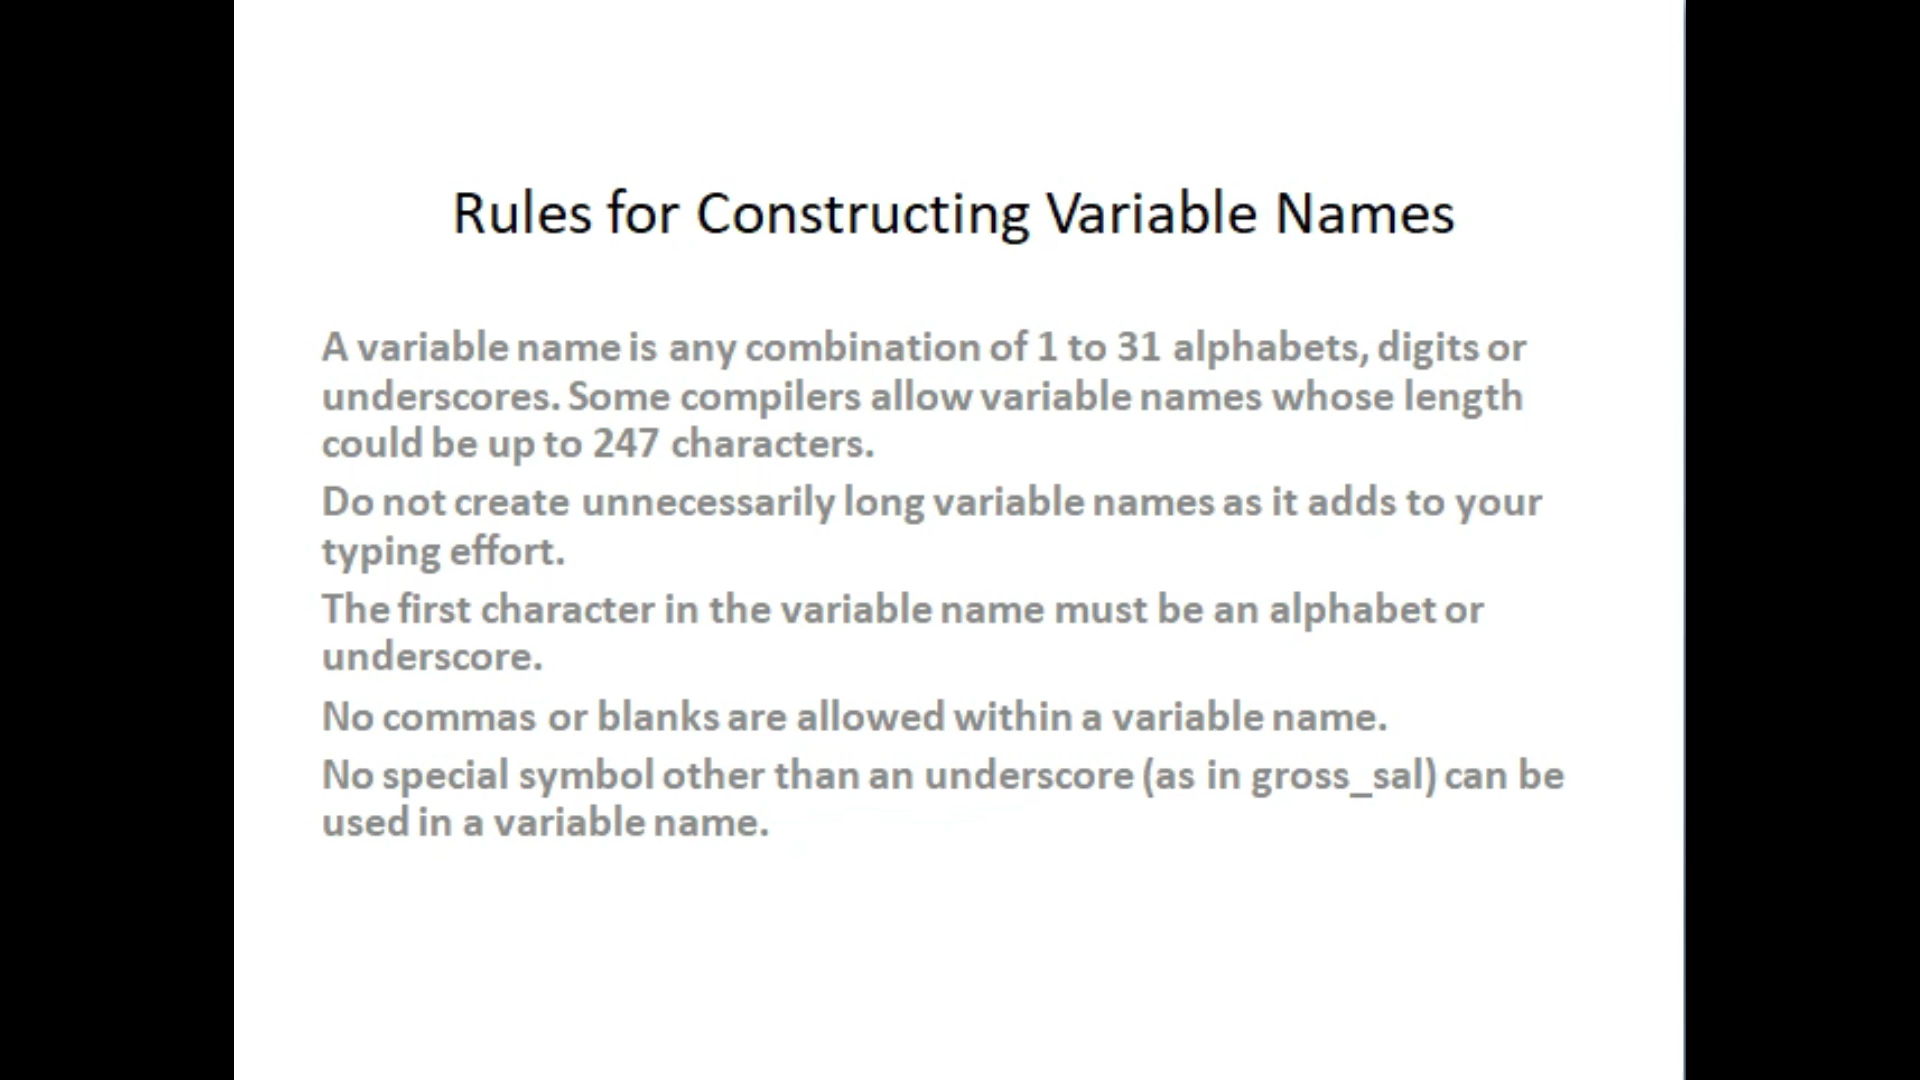 Rules for Constructing Variable Names
A variable name is any combination of 1 to 31 alphabets, digits or
underscores. Some compilers allow variable names whose length
could be up to 247 characters.
Do not create unnecessarily long variable names as it adds to your
typing effort.
The first character in the variable name must be an alphabet or
underscore.
No commas or blanks are allowed within a variable name.
No special symbol other than an underscore (as in gross_sal) can be
used in a variable name.